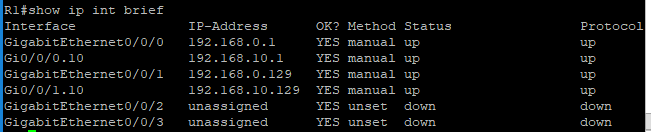 R1#show ip int brief
Interface IP-Address OK? Method Status Protocol
GigabitEthernet0/0/0 192.168.0.1 YES manual up up
Gi0/0/0.10 192.168.10.1 YES manual up up
GigabitEthernet0/0/1 192.168.0.129 YES manual up up
Gi0/0/1.10 192.168.10.129 YES manual up up
GigabitEthernet0/0/2 unassigned YES unset down down
GigabitEthernet0/0/3 unassigned YES unset down down